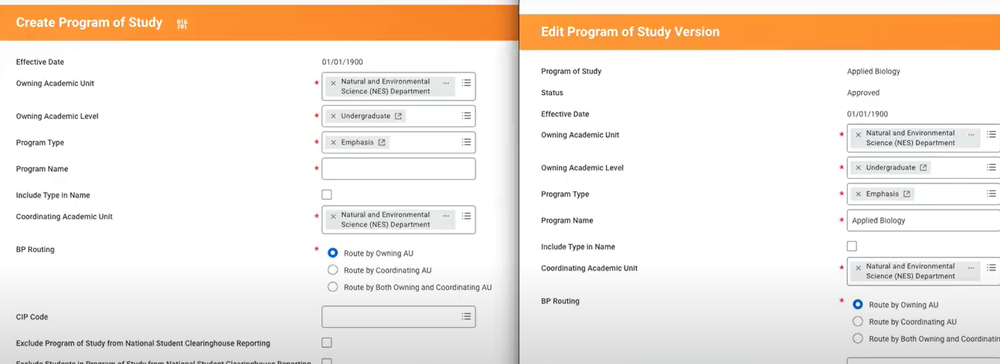 Create Program of Study
Effective Date
01/01/1900
Owning Academic Unit
* × Natural and Environmental ...
Science (NES) Department
Owning Academic Level
* × Undergraduate
Program Type
* × Emphasis
Program Name
*
Include Type in Name
Coordinating Academic Unit
* × Natural and Environmental ...
Science (NES) Department
BP Routing
*
Route by Owning AU
Route by Coordinating AU
Route by Both Owning and Coordinating AU
CIP Code
Exclude Program of Study from National Student Clearinghouse Reporting
Exclude Students in Program of Study from National Student Clearinghouse Reporting
Edit Program of Study Version
Program of Study
Applied Biology
Status
Approved
Effective Date
01/01/1900
Owning Academic Unit
* × Natural and Environmental ...
Science (NES) Department
Owning Academic Level
* × Undergraduate
Program Type
* × Emphasis
Program Name
* Applied Biology
Include Type in Name
Coordinating Academic Unit
* × Natural and Environmental ...
Science (NES) Department
BP Routing
*
Route by Owning AU
Route by Coordinating AU
Route by Both Owning and Coordinatin